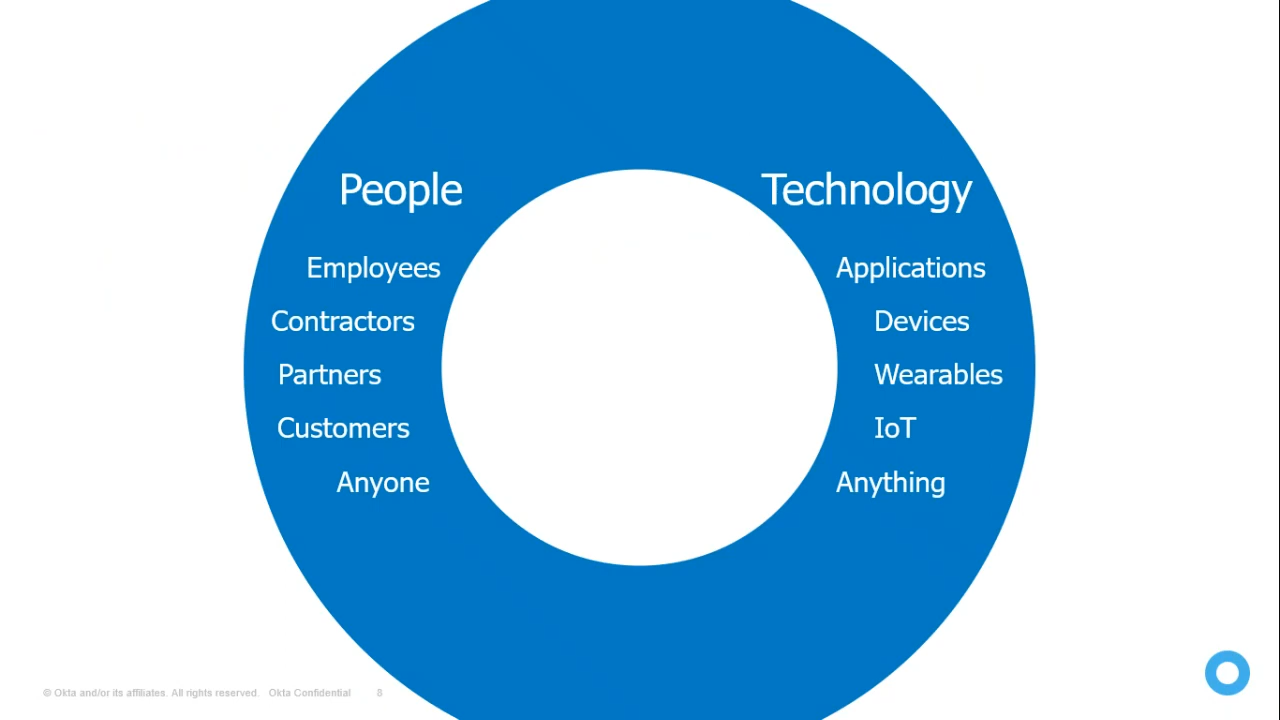 People
Employees
Contractors
Partners
Customers
Anyone
Technology
Applications
Devices
Wearables
IoT
Anything
© Okta and/or its affiliates. All rights reserved. Okta Confidential 8